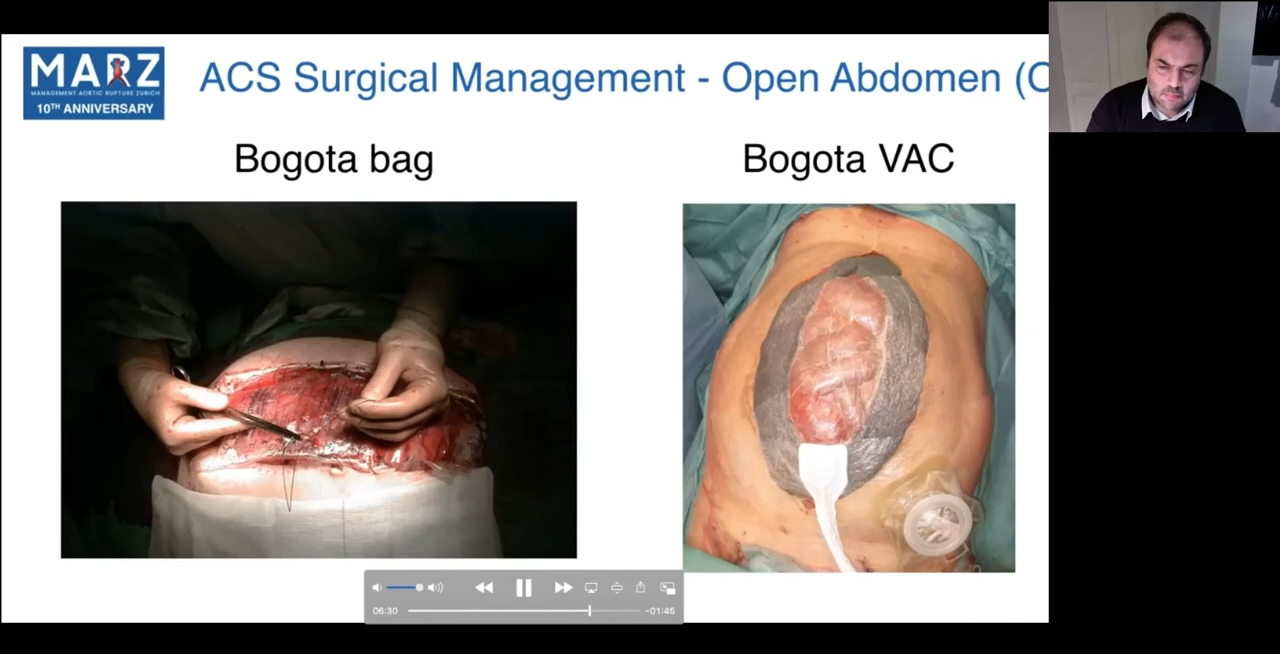 MARZ
MANAGEMENT AORTIC RUPTURE ZURICH
10TH ANNIVERSARY
ACS Surgical Management - Open Abdomen (
Bogota bag
Bogota VAC
06:30
−01:45